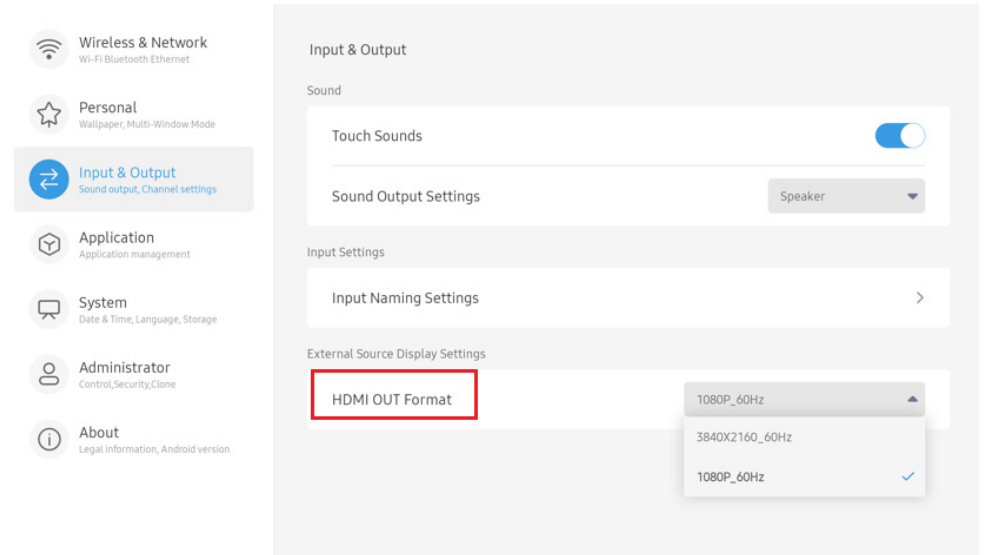 Wireless & Network
Wi-Fi Bluetooth Ethernet
Personal
Wallpaper, Multi-Window Mode
Input & Output
Sound output, Channel settings
Application
Application management
System
Date & Time, Language, Storage
Administrator
Control,Security,Clone
About
Legal information, Android version
Input & Output
Sound
Touch Sounds
Sound Output Settings
Speaker
Input Settings
Input Naming Settings
External Source Display Settings
HDMI OUT Format
1080P_60Hz
3840X2160_60Hz
1080P_60Hz